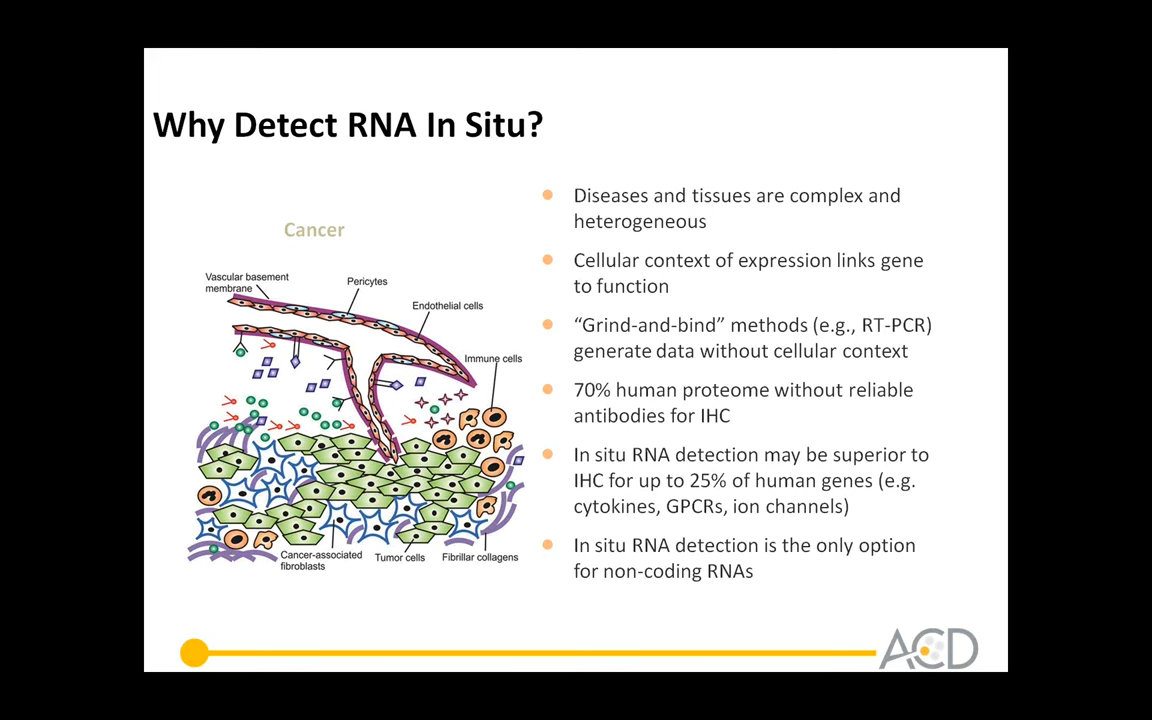 Why Detect RNA In Situ?
Cancer
Vascular basement
membrane
Pericytes
Endothelial cells
Immune cells
Cancer-associated
fibroblasts
Tumor cells
Fibrillar collagens
Diseases and tissues are complex and
heterogeneous
Cellular context of expression links gene
to function
“Grind-and-bind” methods (e.g., RT-PCR)
generate data without cellular context
70% human proteome without reliable
antibodies for IHC
In situ RNA detection may be superior to
IHC for up to 25% of human genes (e.g.
cytokines, GPCRs, ion channels)
In situ RNA detection is the only option
for non-coding RNAs
ACD